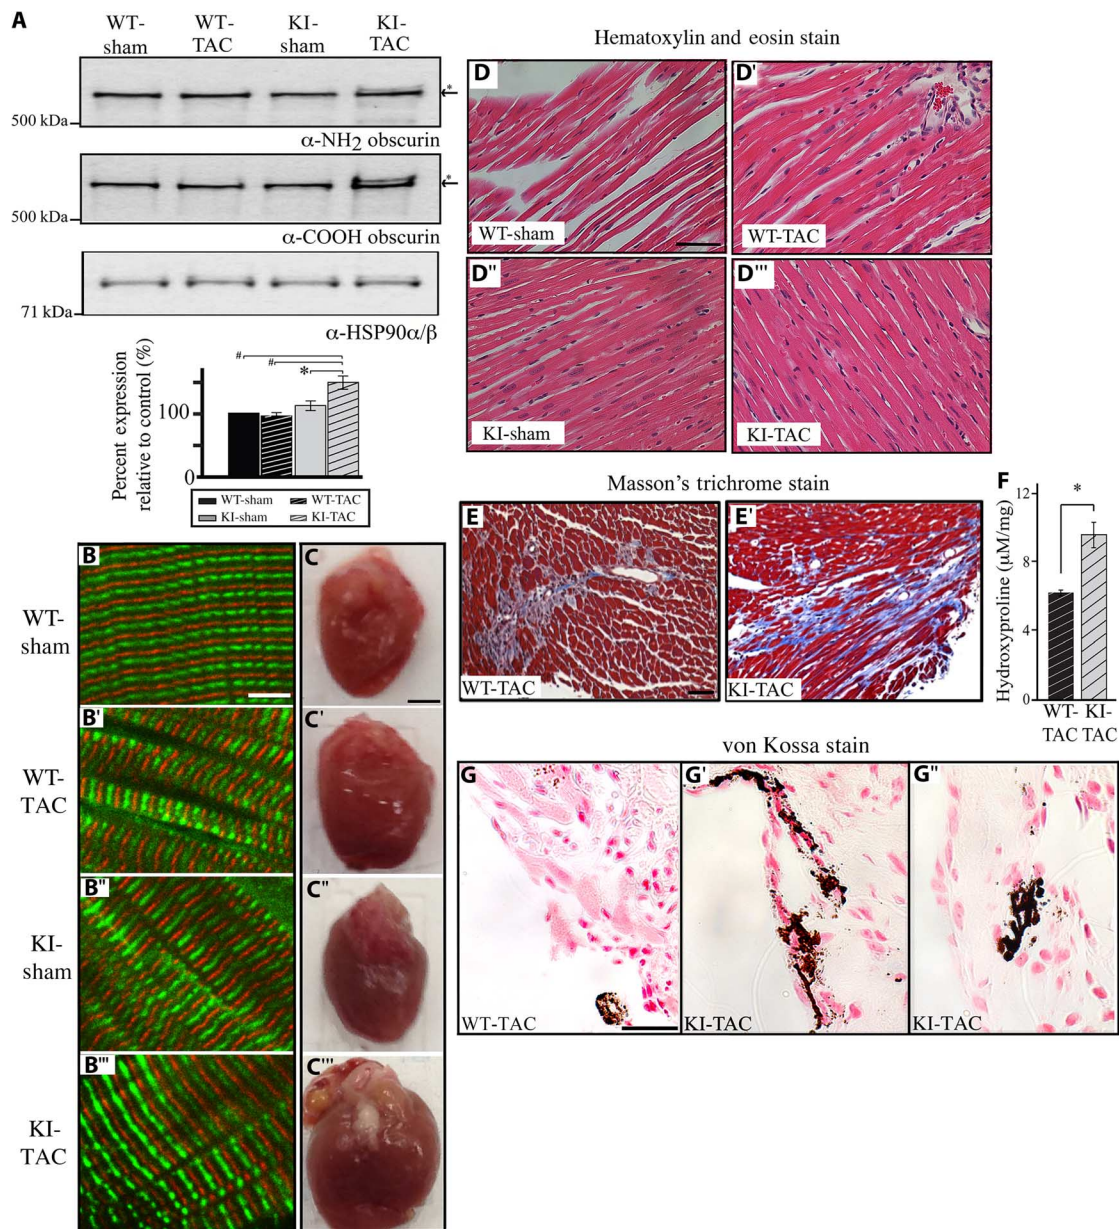 A
WT-sham
WT-TAC
KI-sham
KI-TAC
*
500 kDa
α-NH2 obscurin
*
500 kDa
α-COOH obscurin
71 kDa
α-HSP90α/β
Percent expression
relative to control (%)
100
0
#
#
*
WT-sham
WT-TAC
KI-sham
KI-TAC
B
WT-
sham
B'
WT-
TAC
B"
KI-
sham
B'"
KI-
TAC
C
C'
C"
C'"
Hematoxylin and eosin stain
D
WT-sham
D'
WT-TAC
D"
KI-sham
D'"
KI-TAC
Masson's trichrome stain
E
WT-TAC
E'
KI-TAC
F
Hydroxyproline (μM/mg)
12
8
4
0
*
WT-
TAC
KI-
TAC
von Kossa stain
G
WT-TAC
G'
KI-TAC
G"
KI-TAC